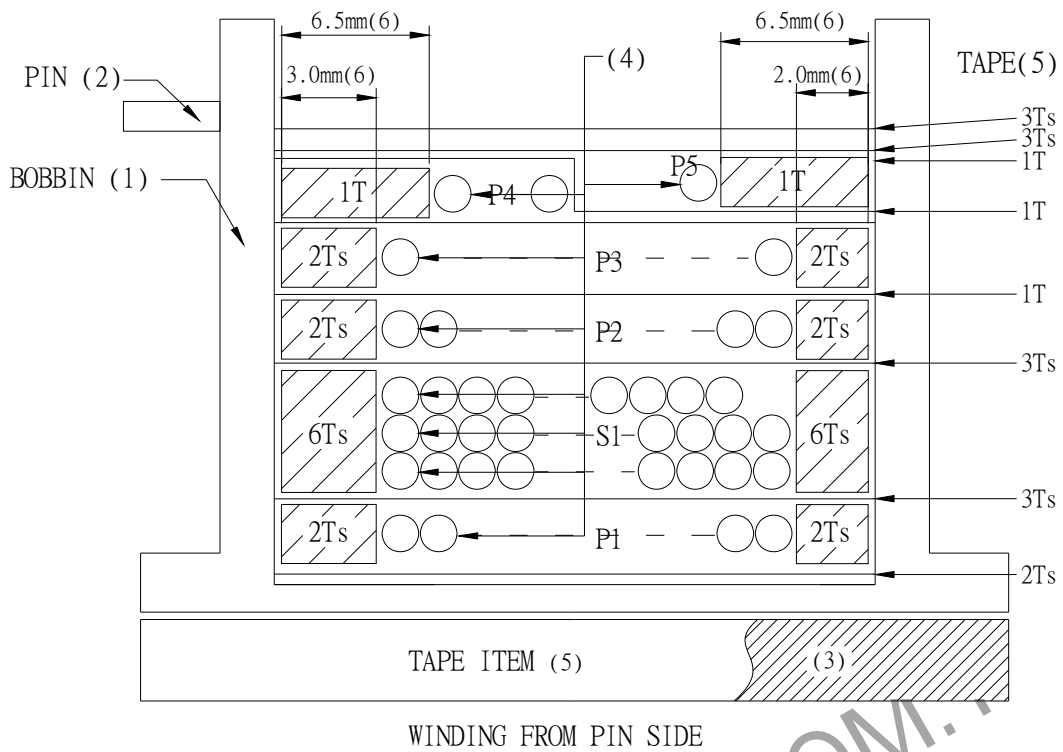 6.5mm(6) 6.5mm(6)
(4)
PIN (2) 3.0mm(6) 2.0mm(6) TAPE(5)
3Ts
3Ts
1T
BOBBIN (1) 1T P4 P5 1T
1T
2Ts P3 2Ts
1T
2Ts P2 2Ts
3Ts
6Ts S1 6Ts
3Ts
2Ts P1 2Ts
2Ts
TAPE ITEM (5) (3)
WINDING FROM PIN SIDE